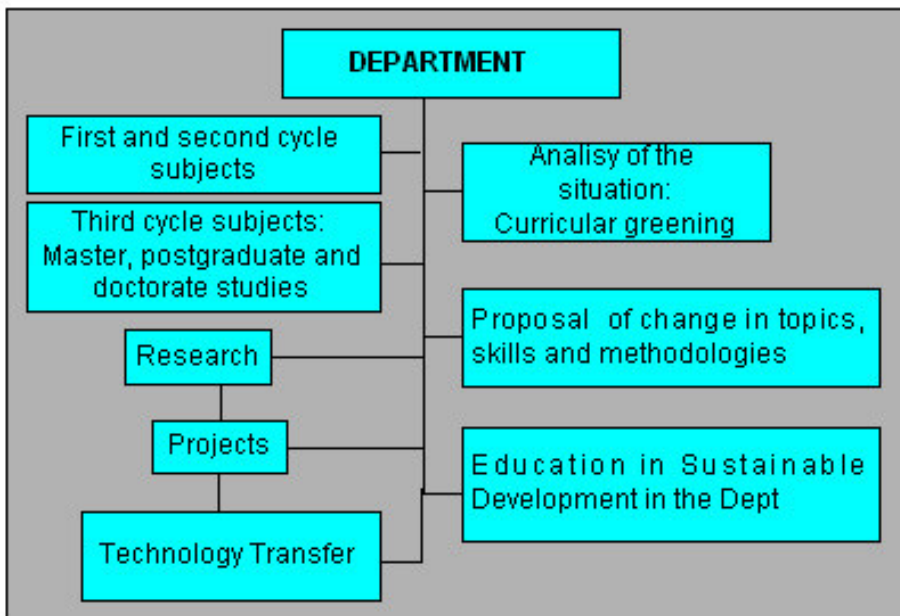 DEPARTMENT
First and second cycle
subjects
Analisy of the
situation:
Curricular greening
Third cycle subjects:
Master, postgraduate and
doctorate studies
Proposal of change in topics,
skills and methodologies
Research
Projects
Education in Sustainable
Development in the Dept
Technology Transfer